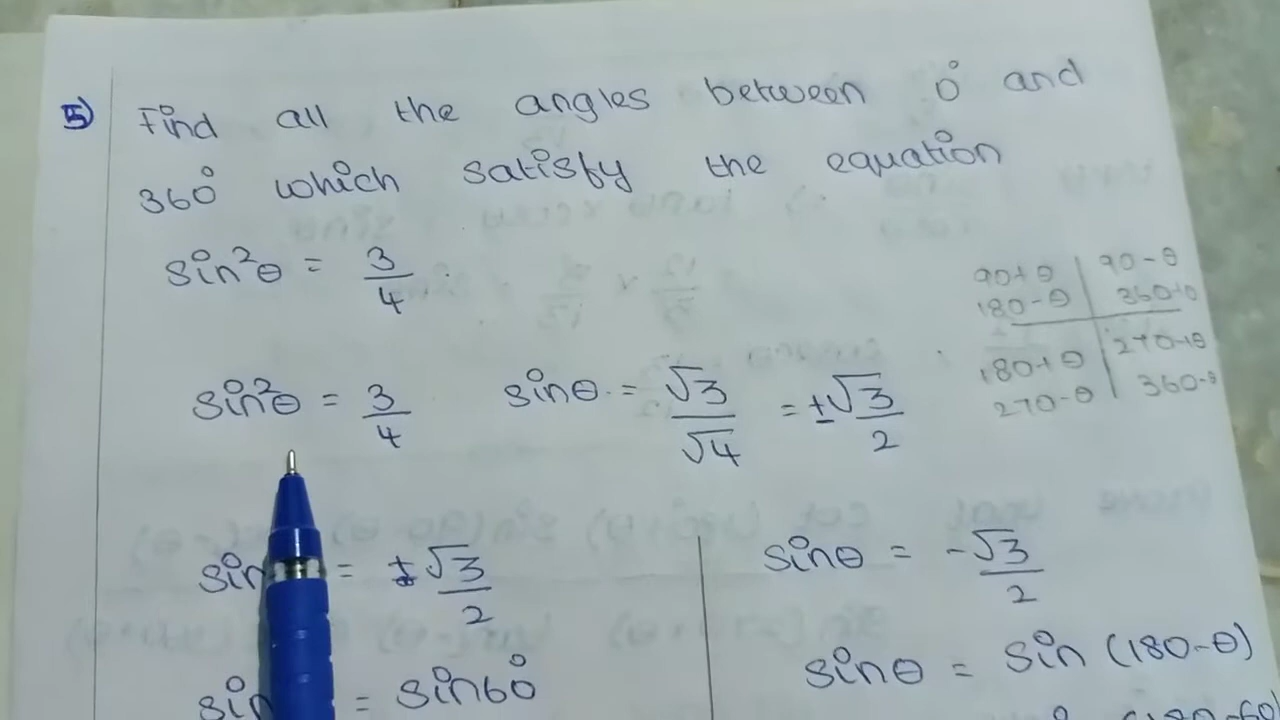 5) Find all the angles between 0° and
360° which satisfy the equation
sin²θ = 3/4.
90+θ | 90-θ
180-θ | 360+θ
180+θ | 270+θ
270-θ | 360-θ
sin²θ = 3/4 sinθ = √3/√4 = ±√3/2
sin = ±√3/2
sinθ = -√3/2
sin = sin60°
sinθ = sin (180-θ)